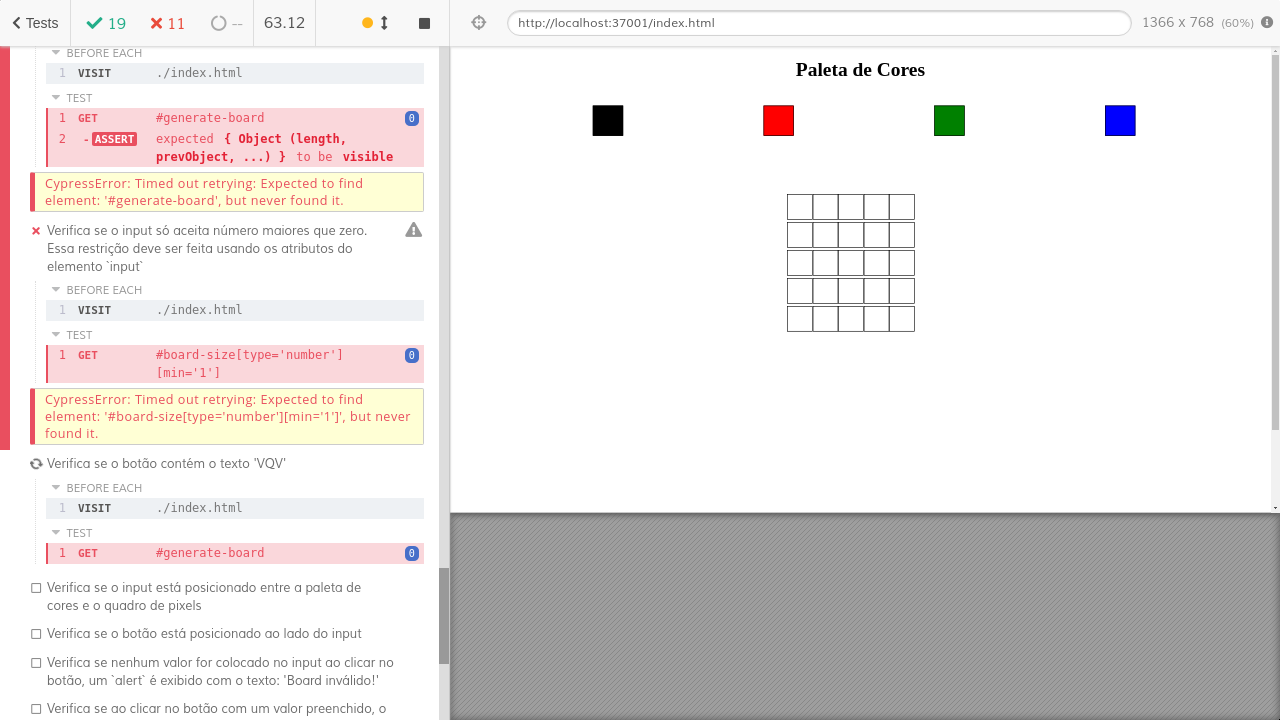 Tests
19
11
--
63.12
http://localhost:37001/index.html
1366 x 768 (60%)
BEFORE EACH
1 VISIT ./index.html
TEST
1 GET #generate-board 0
2 -ASSERT expected { Object (length,
prevObject, ...) } to be visible
CypressError: Timed out retrying: Expected to find
element: '#generate-board', but never found it.
Verifica se o input só aceita número maiores que zero.
Essa restrição deve ser feita usando os atributos do
elemento `input`
BEFORE EACH
1 VISIT ./index.html
TEST
1 GET #board-size[type='number'] 0
[min='1']
CypressError: Timed out retrying: Expected to find
element: '#board-size[type='number'][min='1']', but never
found it.
Verifica se o botão contém o texto 'VQV'
BEFORE EACH
1 VISIT ./index.html
TEST
1 GET #generate-board 0
Verifica se o input está posicionado entre a paleta de
cores e o quadro de pixels
Verifica se o botão está posicionado ao lado do input
Verifica se nenhum valor for colocado no input ao clicar no
botão, um `alert` é exibido com o texto: 'Board inválido!'
Verifica se ao clicar no botão com um valor preenchido, o
Paleta de Cores